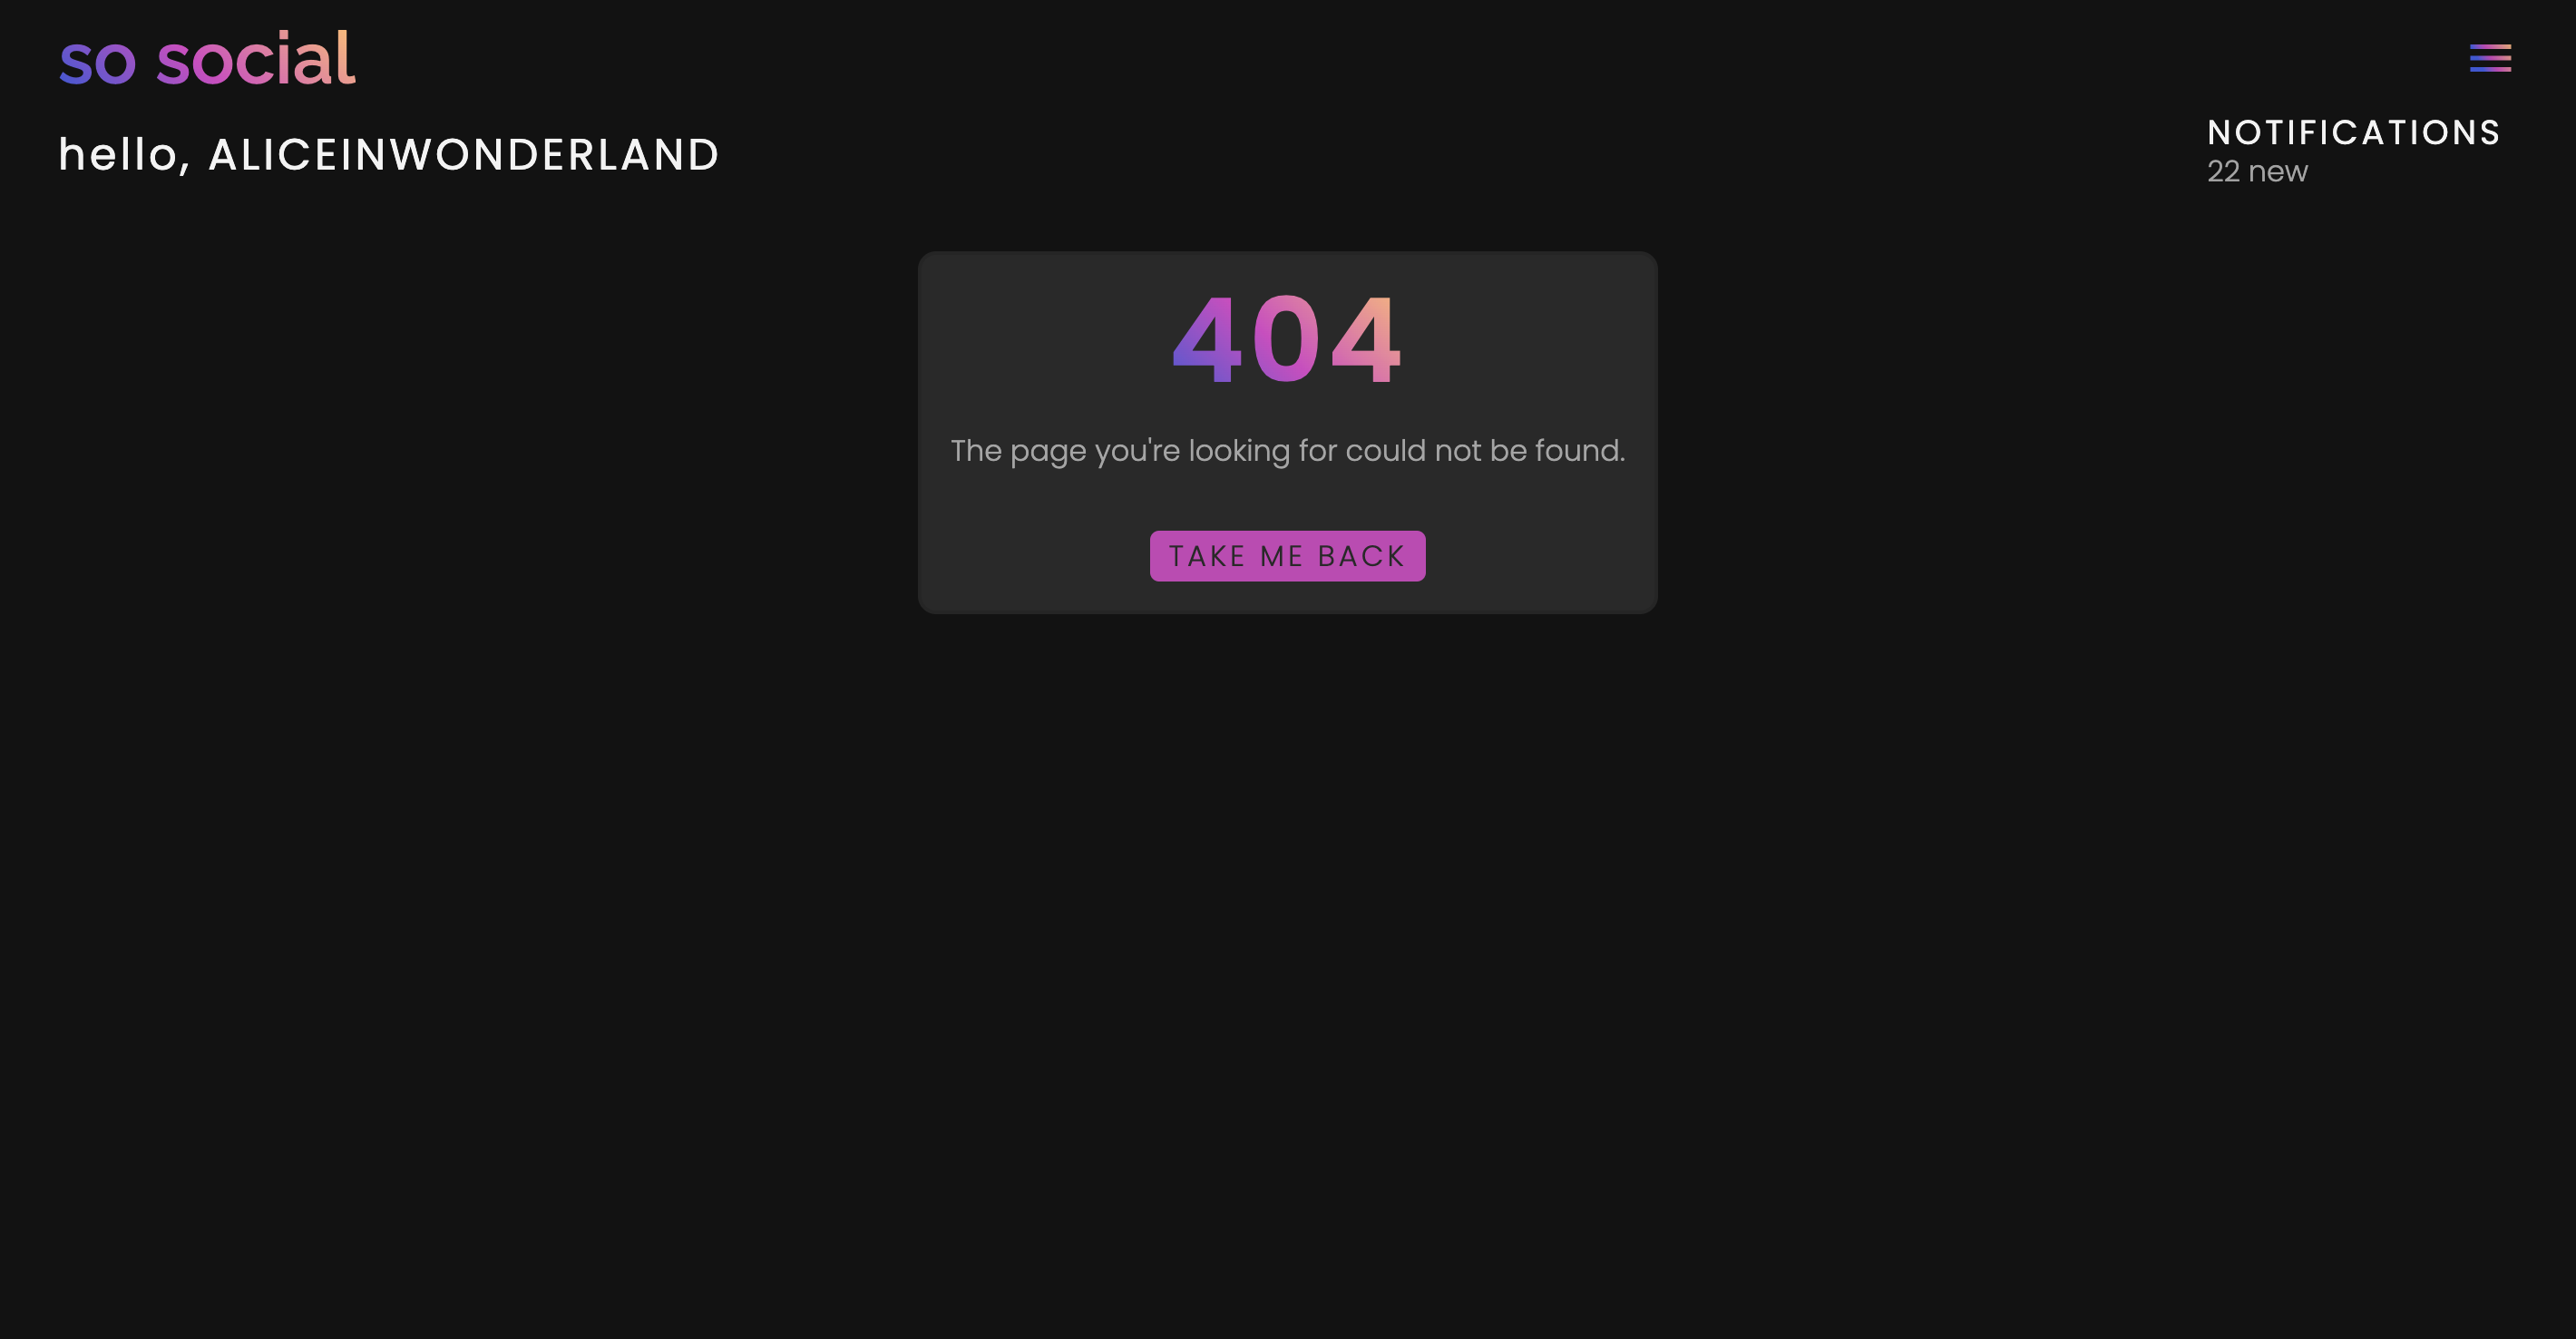 so social
hello, ALICEINWONDERLAND
NOTIFICATIONS
22 new
404
The page you're looking for could not be found.
TAKE ME BACK